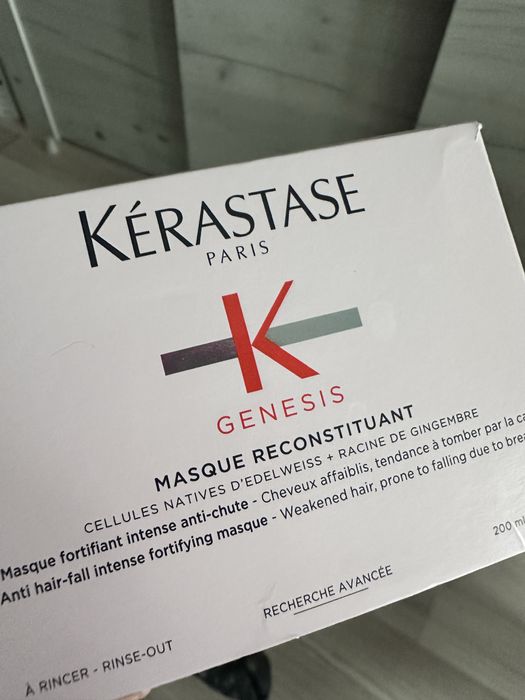 KÉRASTASE
PARIS
K
GENESIS
MASQUE RECONSTITUANT
CELLULES NATIVES D'EDELWEISS + RACINE DE GINGEMBRE
Masque fortifiant intense anti-chute - Cheveux affaiblis, tendance à tomber par la
Anti hair-fall intense fortifying masque - Weakened hair, prone to falling due to
200 ml
RECHERCHE AVANCÉE
À RINCER - RINSE-OUT